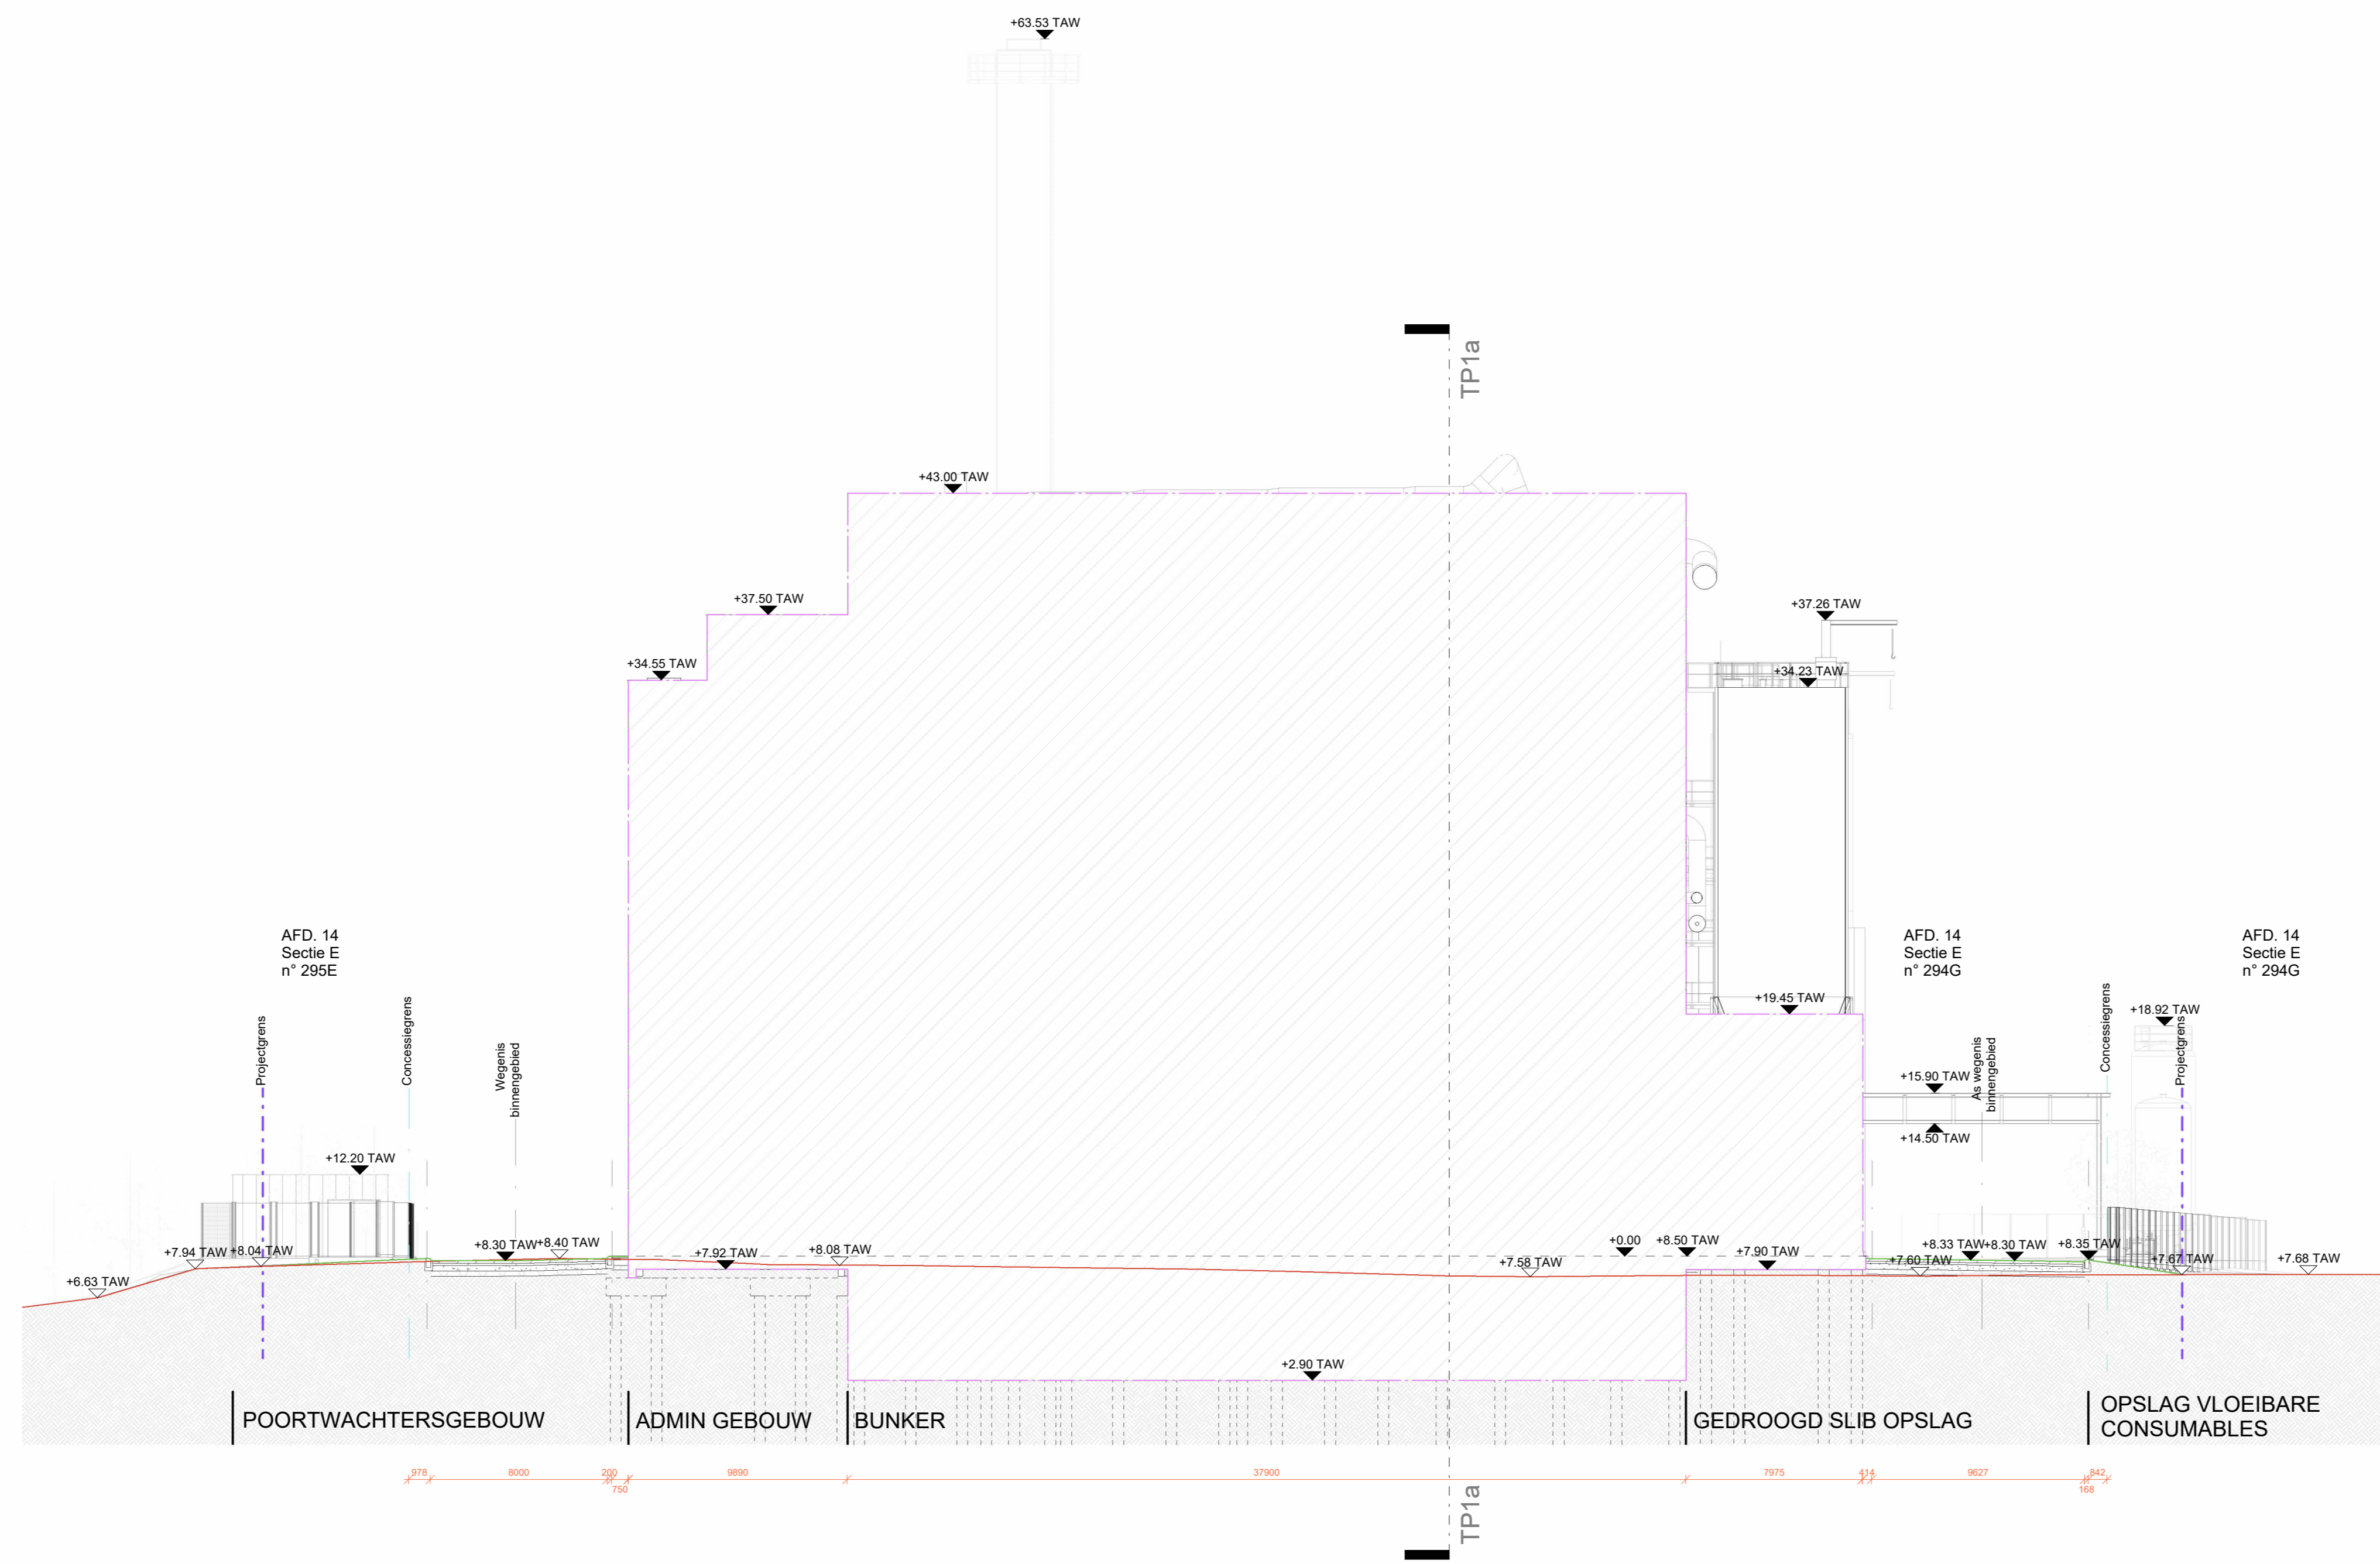 +63.53 TAW
TP1a
+43.00 TAW
+37.50 TAW
+37.26 TAW
+34.55 TAW
+34.23 TAW
AFD. 14
Sectie E
n° 295E
AFD. 14
Sectie E
n° 294G
AFD. 14
Sectie E
n° 294G
+19.45 TAW
+18.92 TAW
Projectgrens
Concessiegrens
Wegenis
binnengebied
As wegenis
binnengebied
Concessiegrens
Projectgrens
+15.90 TAW
+14.50 TAW
+12.20 TAW
+7.94 TAW
+8.04 TAW
+8.30 TAW
+8.40 TAW
+7.92 TAW
+8.08 TAW
+7.58 TAW
+0.00
+8.50 TAW
+7.90 TAW
+7.60 TAW
+8.33 TAW
+8.30 TAW
+8.35 TAW
+7.67 TAW
+7.68 TAW
+6.63 TAW
+2.90 TAW
POORTWACHTERSGEBOUW
ADMIN GEBOUW
BUNKER
GEDROOGD SLIB OPSLAG
OPSLAG VLOEIBARE
CONSUMABLES
978
8000
200
750
9890
37900
7975
414
9627
168
842
TP1a